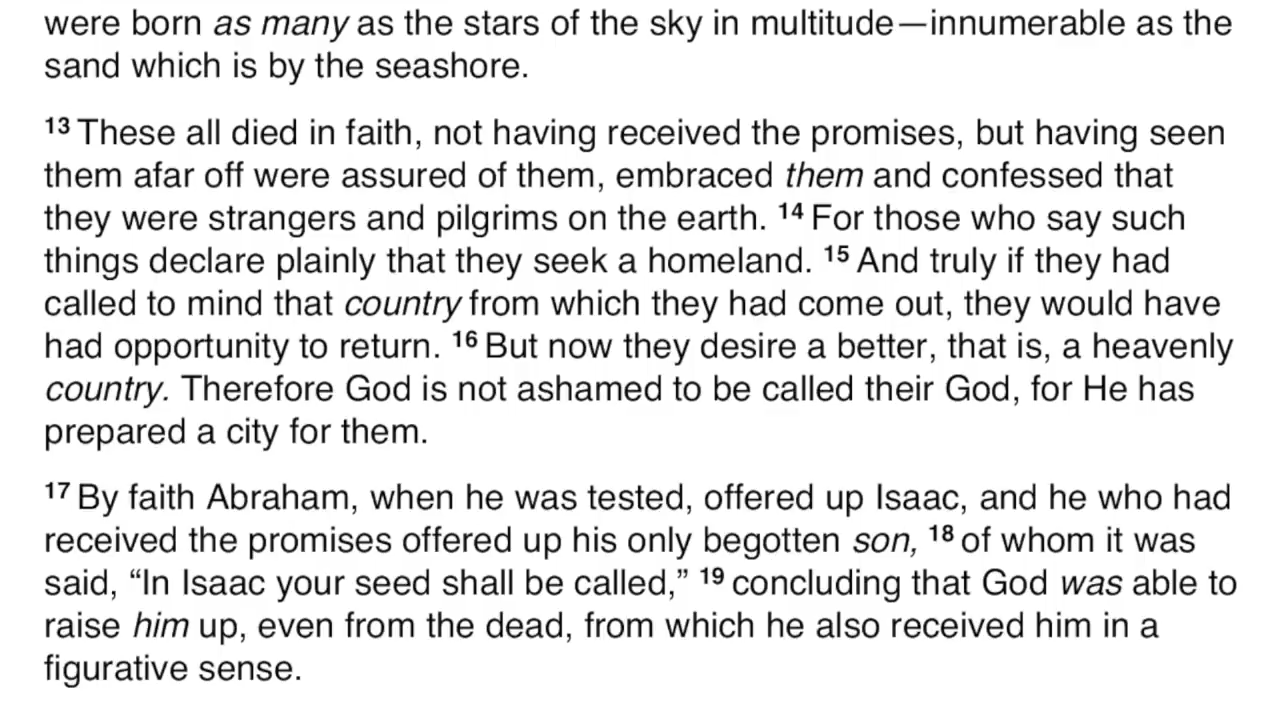 were born as many as the stars of the sky in multitude—innumerable as the
sand which is by the seashore.
13 These all died in faith, not having received the promises, but having seen
them afar off were assured of them, embraced them and confessed that
they were strangers and pilgrims on the earth. 14 For those who say such
things declare plainly that they seek a homeland. 15 And truly if they had
called to mind that country from which they had come out, they would have
had opportunity to return. 16 But now they desire a better, that is, a heavenly
country. Therefore God is not ashamed to be called their God, for He has
prepared a city for them.
17 By faith Abraham, when he was tested, offered up Isaac, and he who had
received the promises offered up his only begotten son, 18 of whom it was
said, “In Isaac your seed shall be called,” 19 concluding that God was able to
raise him up, even from the dead, from which he also received him in a
figurative sense.